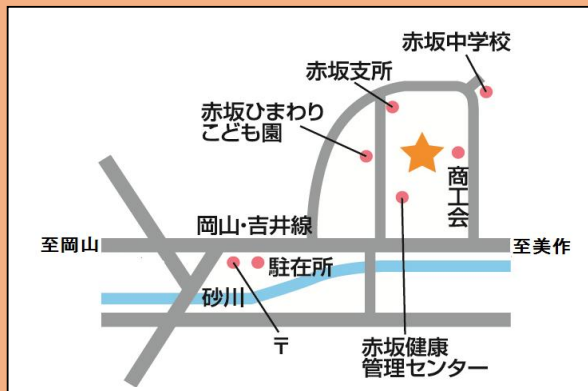 赤坂中学校
赤坂支所
赤坂ひまわり
こども園
商工会
岡山・吉井線
至岡山
至美作
駐在所
砂川
〒
赤坂健康
管理センター